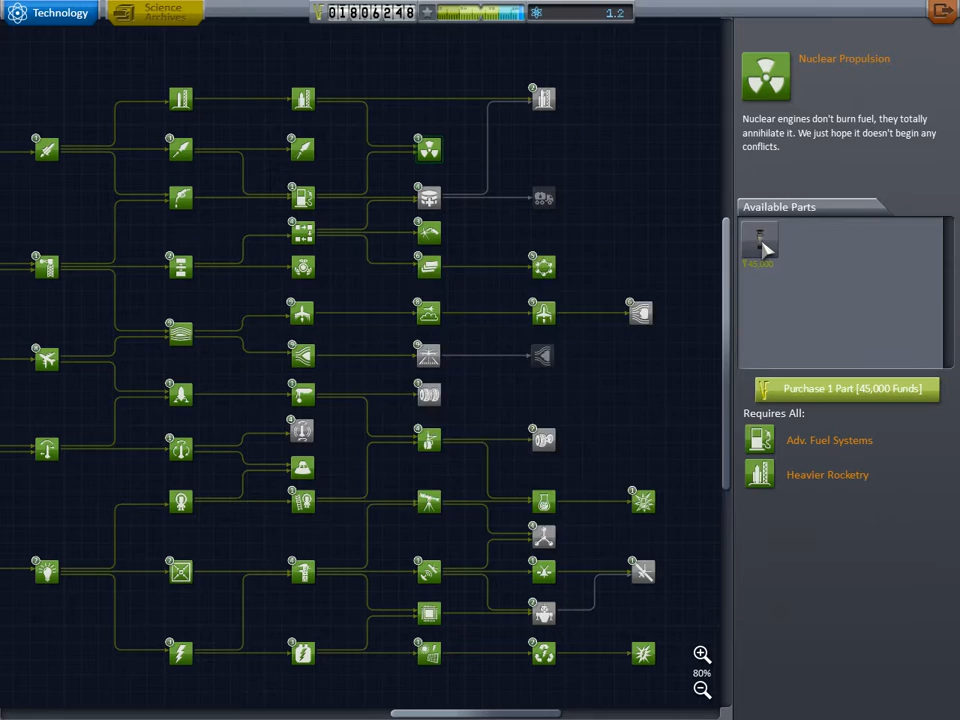 Technology
Science
Archives
01806248
1.2
Nuclear Propulsion
Nuclear engines don't burn fuel, they totally
annihilate it. We just hope it doesn't begin any
conflicts.
Available Parts
45,000
Purchase 1 Part [45,000 Funds]
Requires All:
Adv. Fuel Systems
Heavier Rocketry
80%